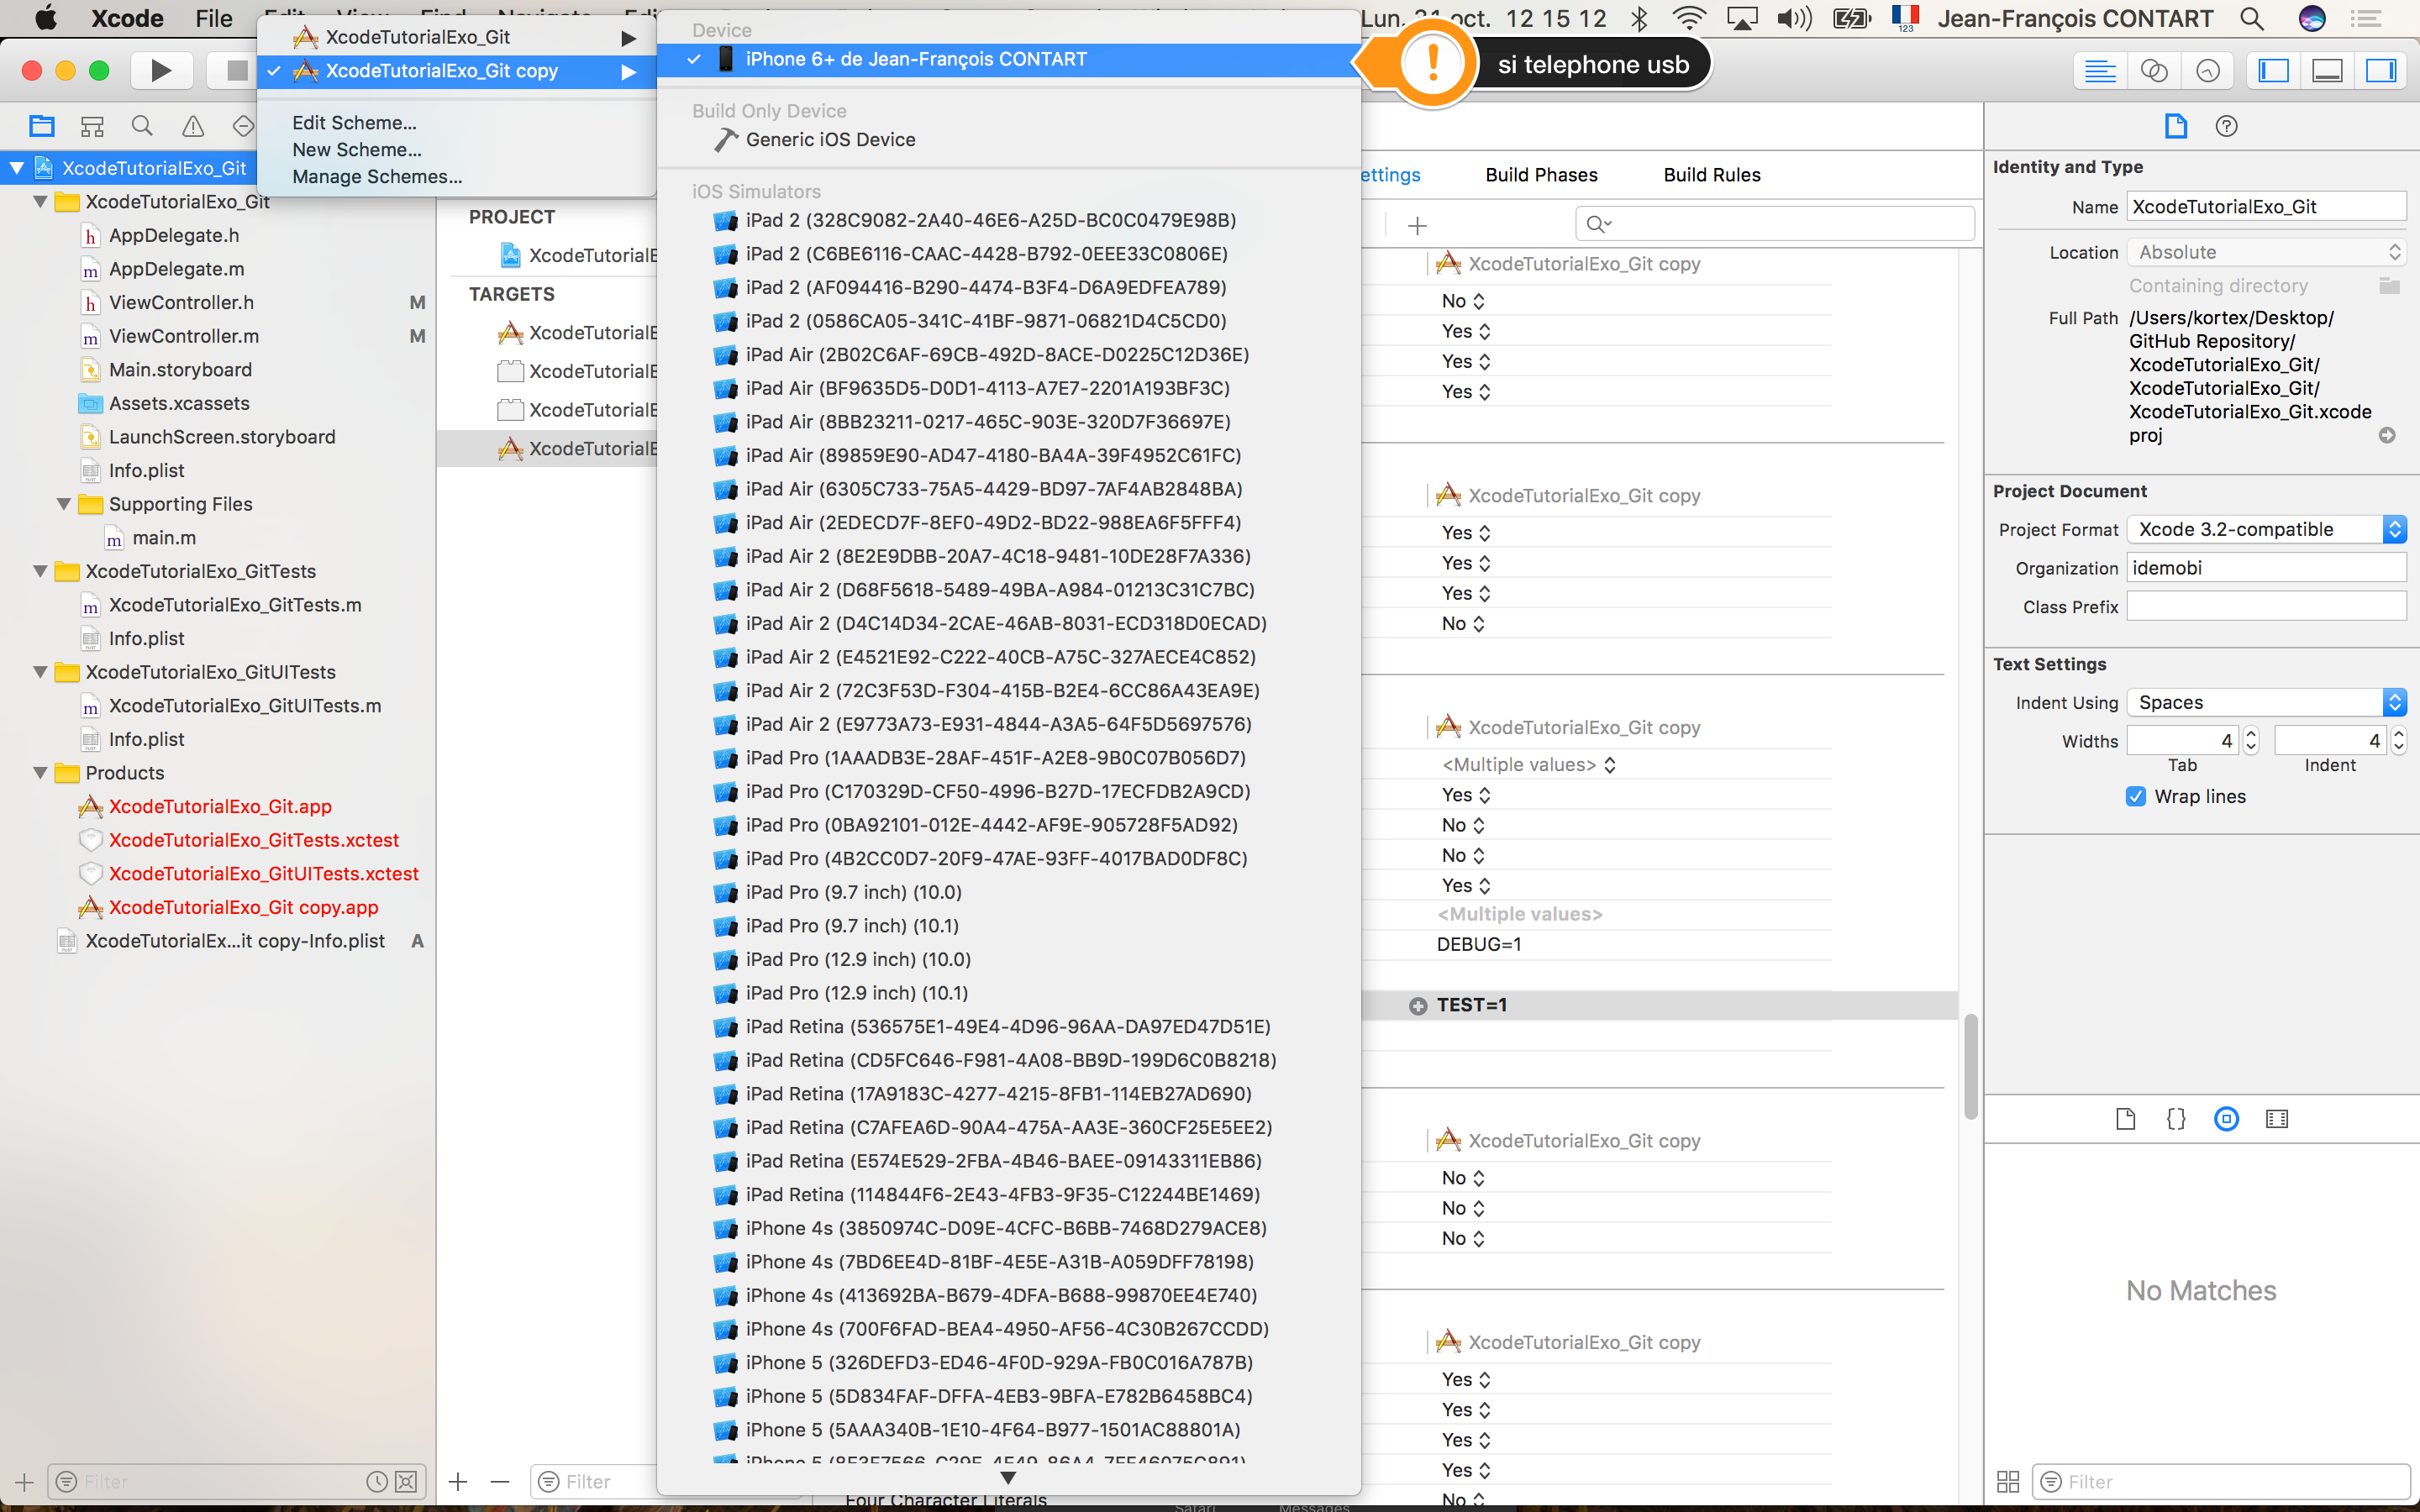 Xcode File
Lun. 31 oct. 12 15 12 Jean-François CONTART
123
XcodeTutorialExo_Git
XcodeTutorialExo_Git copy
Edit Scheme...
New Scheme...
Manage Schemes...
Device
iPhone 6+ de Jean-François CONTART
si telephone usb
Build Only Device
Generic iOS Device
iOS Simulators
iPad 2 (328C9082-2A40-46E6-A25D-BC0C0479E98B)
iPad 2 (C6BE6116-CAAC-4428-B792-0EEE33C0806E)
iPad 2 (AF094416-B290-4474-B3F4-D6A9EDFEA789)
iPad 2 (0586CA05-341C-41BF-9871-06821D4C5CD0)
iPad Air (2B02C6AF-69CB-492D-8ACE-D0225C12D36E)
iPad Air (BF9635D5-D0D1-4113-A7E7-2201A193BF3C)
iPad Air (8BB23211-0217-465C-903E-320D7F36697E)
iPad Air (89859E90-AD47-4180-BA4A-39F4952C61FC)
iPad Air (6305C733-75A5-4429-BD97-7AF4AB2848BA)
iPad Air (2EDECD7F-8EF0-49D2-BD22-988EA6F5FFF4)
iPad Air 2 (8E2E9DBB-20A7-4C18-9481-10DE28F7A336)
iPad Air 2 (D68F5618-5489-49BA-A984-01213C31C7BC)
iPad Air 2 (D4C14D34-2CAE-46AB-8031-ECD318D0ECAD)
iPad Air 2 (E4521E92-C222-40CB-A75C-327AECE4C852)
iPad Air 2 (72C3F53D-F304-415B-B2E4-6CC86A43EA9E)
iPad Air 2 (E9773A73-E931-4844-A3A5-64F5D5697576)
iPad Pro (1AAADB3E-28AF-451F-A2E8-9B0C07B056D7)
iPad Pro (C170329D-CF50-4996-B27D-17ECFDB2A9CD)
iPad Pro (0BA92101-012E-4442-AF9E-905728F5AD92)
iPad Pro (4B2CC0D7-20F9-47AE-93FF-4017BAD0DF8C)
iPad Pro (9.7 inch) (10.0)
iPad Pro (9.7 inch) (10.1)
iPad Pro (12.9 inch) (10.0)
iPad Pro (12.9 inch) (10.1)
iPad Retina (536575E1-49E4-4D96-96AA-DA97ED47D51E)
iPad Retina (CD5FC646-F981-4A08-BB9D-199D6C0B8218)
iPad Retina (17A9183C-4277-4215-8FB1-114EB27AD690)
iPad Retina (C7AFEA6D-90A4-475A-AA3E-360CF25E5EE2)
iPad Retina (E574E529-2FBA-4B46-BAEE-09143311EB86)
iPad Retina (114844F6-2E43-4FB3-9F35-C12244BE1469)
iPhone 4s (3850974C-D09E-4CFC-B6BB-7468D279ACE8)
iPhone 4s (7BD6EE4D-81BF-4E5E-A31B-A059DFF78198)
iPhone 4s (413692BA-B679-4DFA-B688-99870EE4E740)
iPhone 4s (700F6FAD-BEA4-4950-AF56-4C30B267CCDD)
iPhone 5 (326DEFD3-ED46-4F0D-929A-FB0C016A787B)
iPhone 5 (5D834FAF-DFFA-4EB3-9BFA-E782B6458BC4)
iPhone 5 (5AAA340B-1E10-4F64-B977-1501AC88801A)
XcodeTutorialExo_Git
XcodeTutorialExo_Git
AppDelegate.h
AppDelegate.m
ViewController.h M
ViewController.m M
Main.storyboard
Assets.xcassets
LaunchScreen.storyboard
Info.plist
Supporting Files
main.m
XcodeTutorialExo_GitTests
XcodeTutorialExo_GitTests.m
Info.plist
XcodeTutorialExo_GitUITests
XcodeTutorialExo_GitUITests.m
Info.plist
Products
XcodeTutorialExo_Git.app
XcodeTutorialExo_GitTests.xctest
XcodeTutorialExo_GitUITests.xctest
XcodeTutorialExo_Git copy.app
XcodeTutorialEx...it copy-Info.plist A
Filter
PROJECT
XcodeTutorialE
TARGETS
XcodeTutorialE
XcodeTutorialE
XcodeTutorialE
XcodeTutorialE
Filter
ettings Build Phases Build Rules
XcodeTutorialExo_Git copy
No
Yes
Yes
Yes
XcodeTutorialExo_Git copy
Yes
Yes
Yes
No
XcodeTutorialExo_Git copy
<Multiple values>
Yes
No
No
Yes
<Multiple values>
DEBUG=1
TEST=1
XcodeTutorialExo_Git copy
No
No
No
XcodeTutorialExo_Git copy
Yes
Yes
Yes
Yes
No
Four Character Literals
Safari Messages
Identity and Type
Name XcodeTutorialExo_Git
Location Absolute
Containing directory
Full Path /Users/kortex/Desktop/
GitHub Repository/
XcodeTutorialExo_Git/
XcodeTutorialExo_Git/
XcodeTutorialExo_Git.xcode
proj
Project Document
Project Format Xcode 3.2-compatible
Organization idemobi
Class Prefix
Text Settings
Indent Using Spaces
Widths 4 4
Tab Indent
Wrap lines
No Matches
Filter